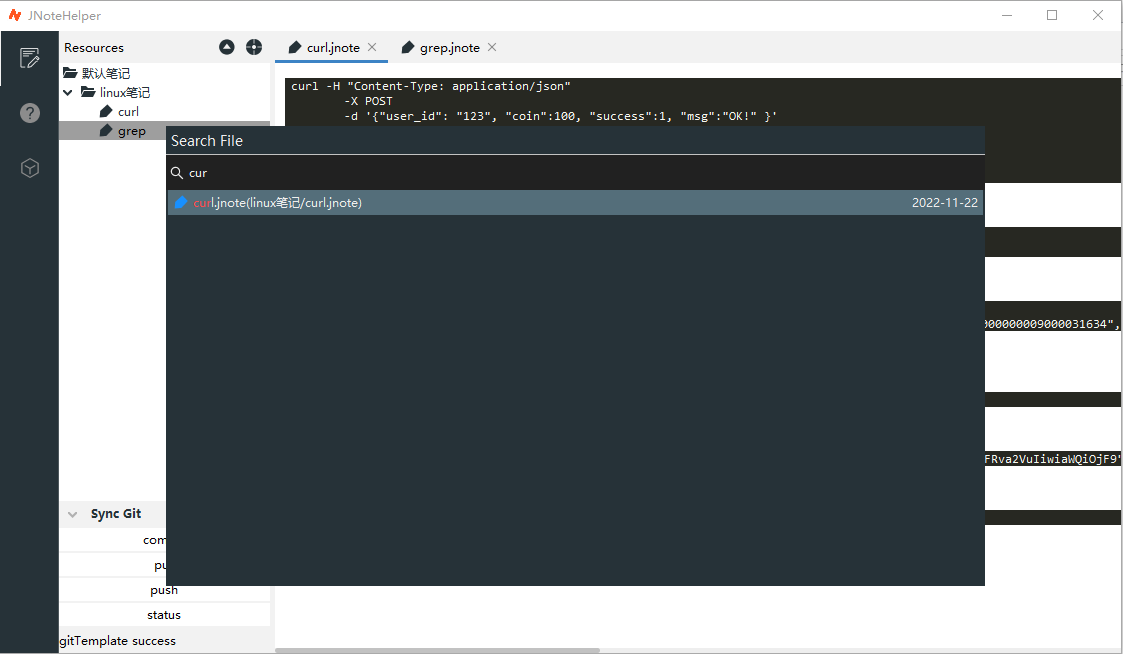 JNoteHelper
Resources
curl.jnote
grep.jnote
默认笔记
linux笔记
curl
grep
curl -H "Content-Type: application/json"
-X POST
-d '{"user_id": "123", "coin":100, "success":1, "msg":"OK!" }'
Search File
cur
curl.jnote(linux笔记/curl.jnote)
2022-11-22
000000009000031634",
FRva2VuIiwiaWQiOjF9'
Sync Git
push
status
gitTemplate success